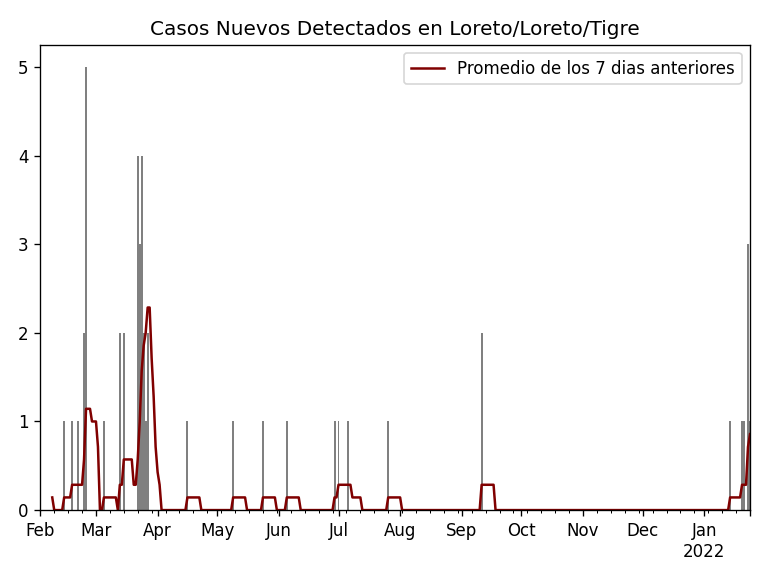 Casos Nuevos Detectados en Loreto/Loreto/Tigre
Promedio de los 7 dias anteriores
5
4
3
2
1
0
Feb Mar Apr May Jun Jul Aug Sep Oct Nov Dec Jan
2022